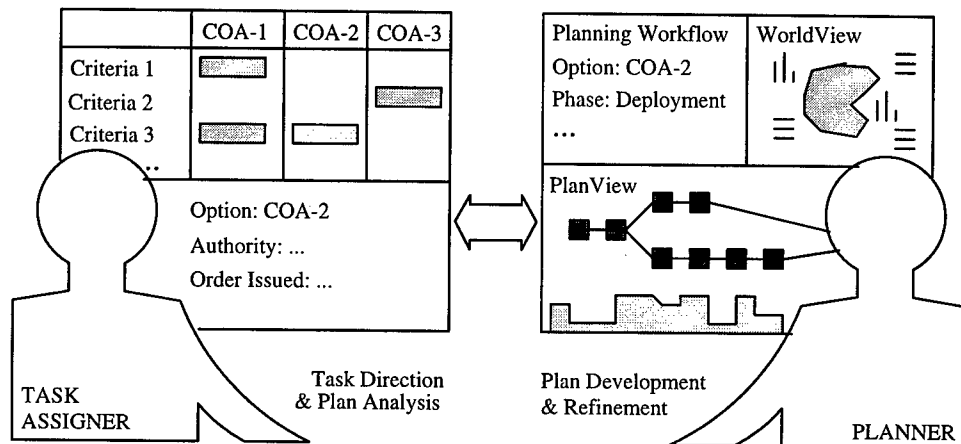 COA-1 COA-2 COA-3
Criteria 1
Criteria 2
Criteria 3
..
Option: COA-2
Authority: ...
Order Issued: ...
TASK
ASSIGNER
Task Direction
& Plan Analysis
Planning Workflow
Option: COA-2
Phase: Deployment
...
WorldView
PlanView
Plan Development
& Refinement
PLANNER